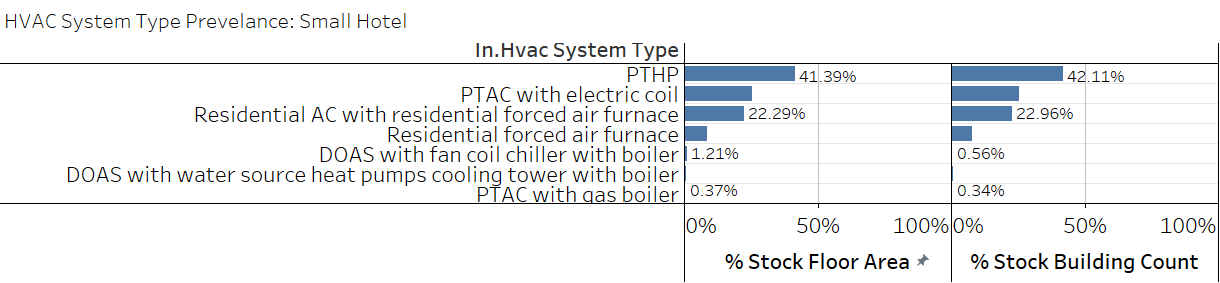 HVAC System Type Prevelance: Small Hotel
In.Hvac System Type
PTHP 41.39% 42.11%
PTAC with electric coil
Residential AC with residential forced air furnace 22.29% 22.96%
Residential forced air furnace
DOAS with fan coil chiller with boiler 1.21% 0.56%
DOAS with water source heat pumps cooling tower with boiler
PTAC with gas boiler 0.37% 0.34%
0% 50% 100% 0% 50% 100%
% Stock Floor Area % Stock Building Count